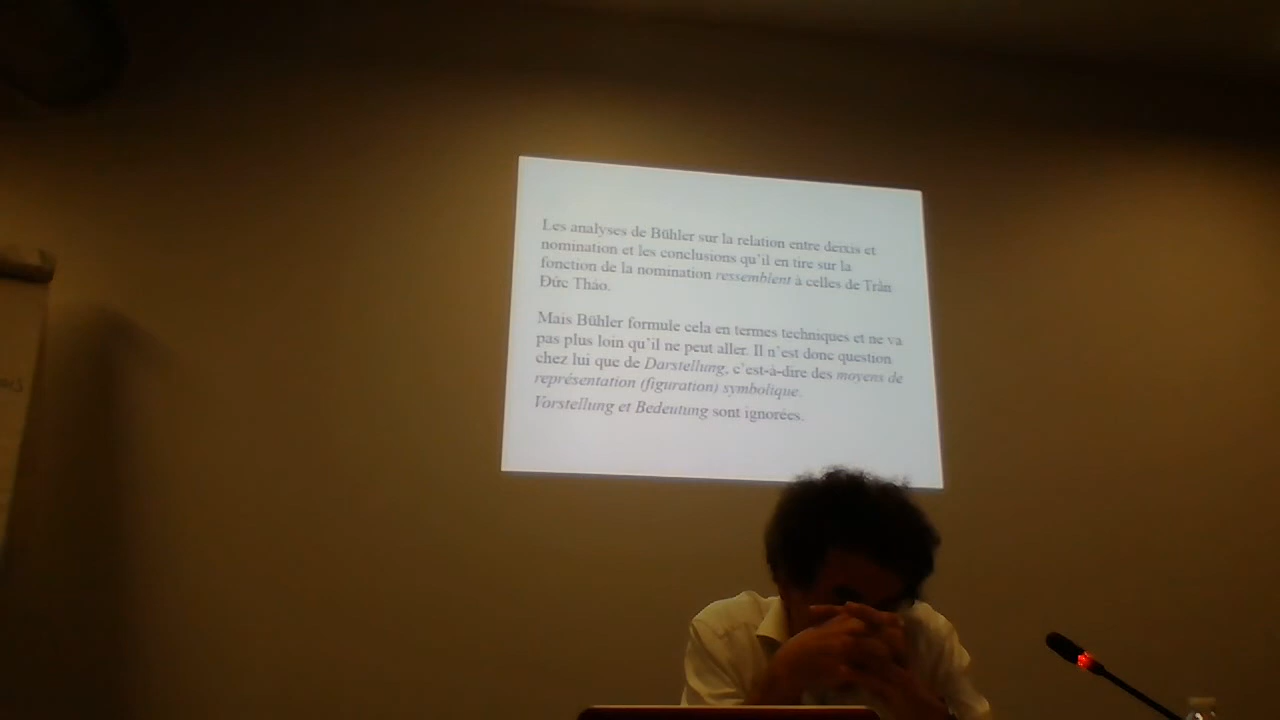 Les analyses de Bühler sur la relation entre deixis et
nomination et les conclusions qu'il en tire sur la
fonction de la nomination ressemblent à celles de Trần
Đức Thảo.
Mais Bühler formule cela en termes techniques et ne va
pas plus loin qu'il ne peut aller. Il n'est donc question
chez lui que de Darstellung, c'est-à-dire des moyens de
représentation (figuration) symbolique.
Vorstellung et Bedeutung sont ignorées.